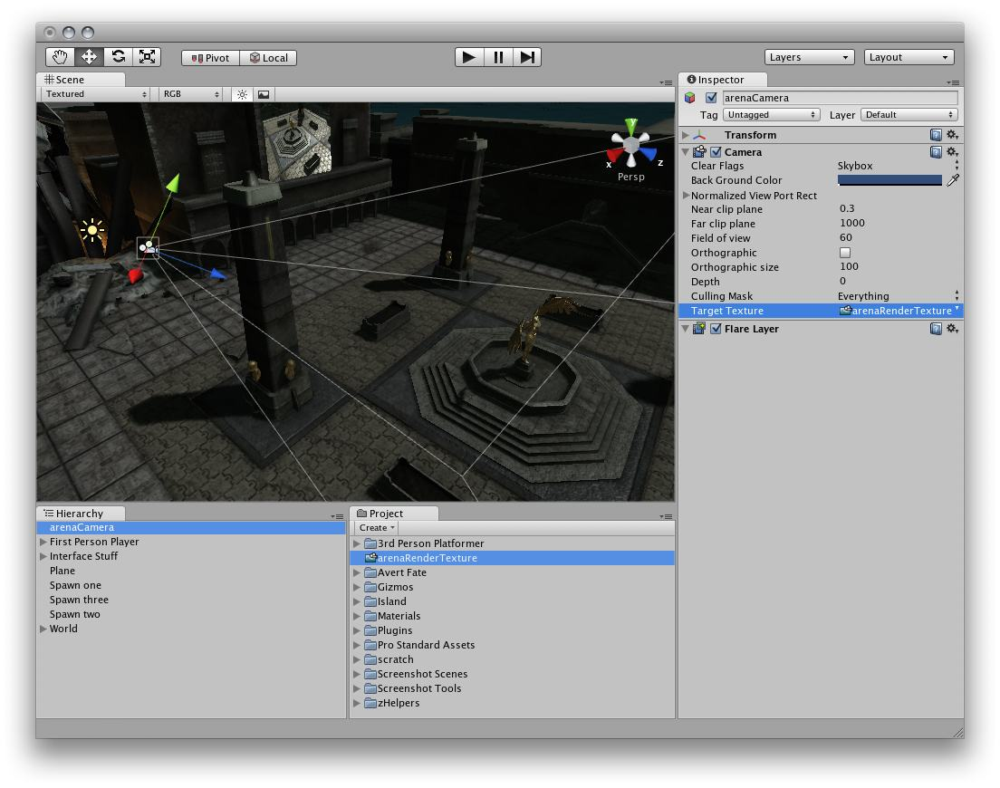 Pivot Local
Layers Layout
Scene
Textured RGB
y
x z
Persp
Inspector
arenaCamera
Tag Untagged Layer Default
Transform
Camera
Clear Flags Skybox
Back Ground Color
Normalized View Port Rect
Near clip plane 0.3
Far clip plane 1000
Field of view 60
Orthographic
Orthographic size 100
Depth 0
Culling Mask Everything
Target Texture arenaRenderTexture
Flare Layer
Hierarchy
arenaCamera
First Person Player
Interface Stuff
Plane
Spawn one
Spawn three
Spawn two
World
Project
Create
3rd Person Platformer
arenaRenderTexture
Avert Fate
Gizmos
Island
Materials
Plugins
Pro Standard Assets
scratch
Screenshot Scenes
Screenshot Tools
zHelpers